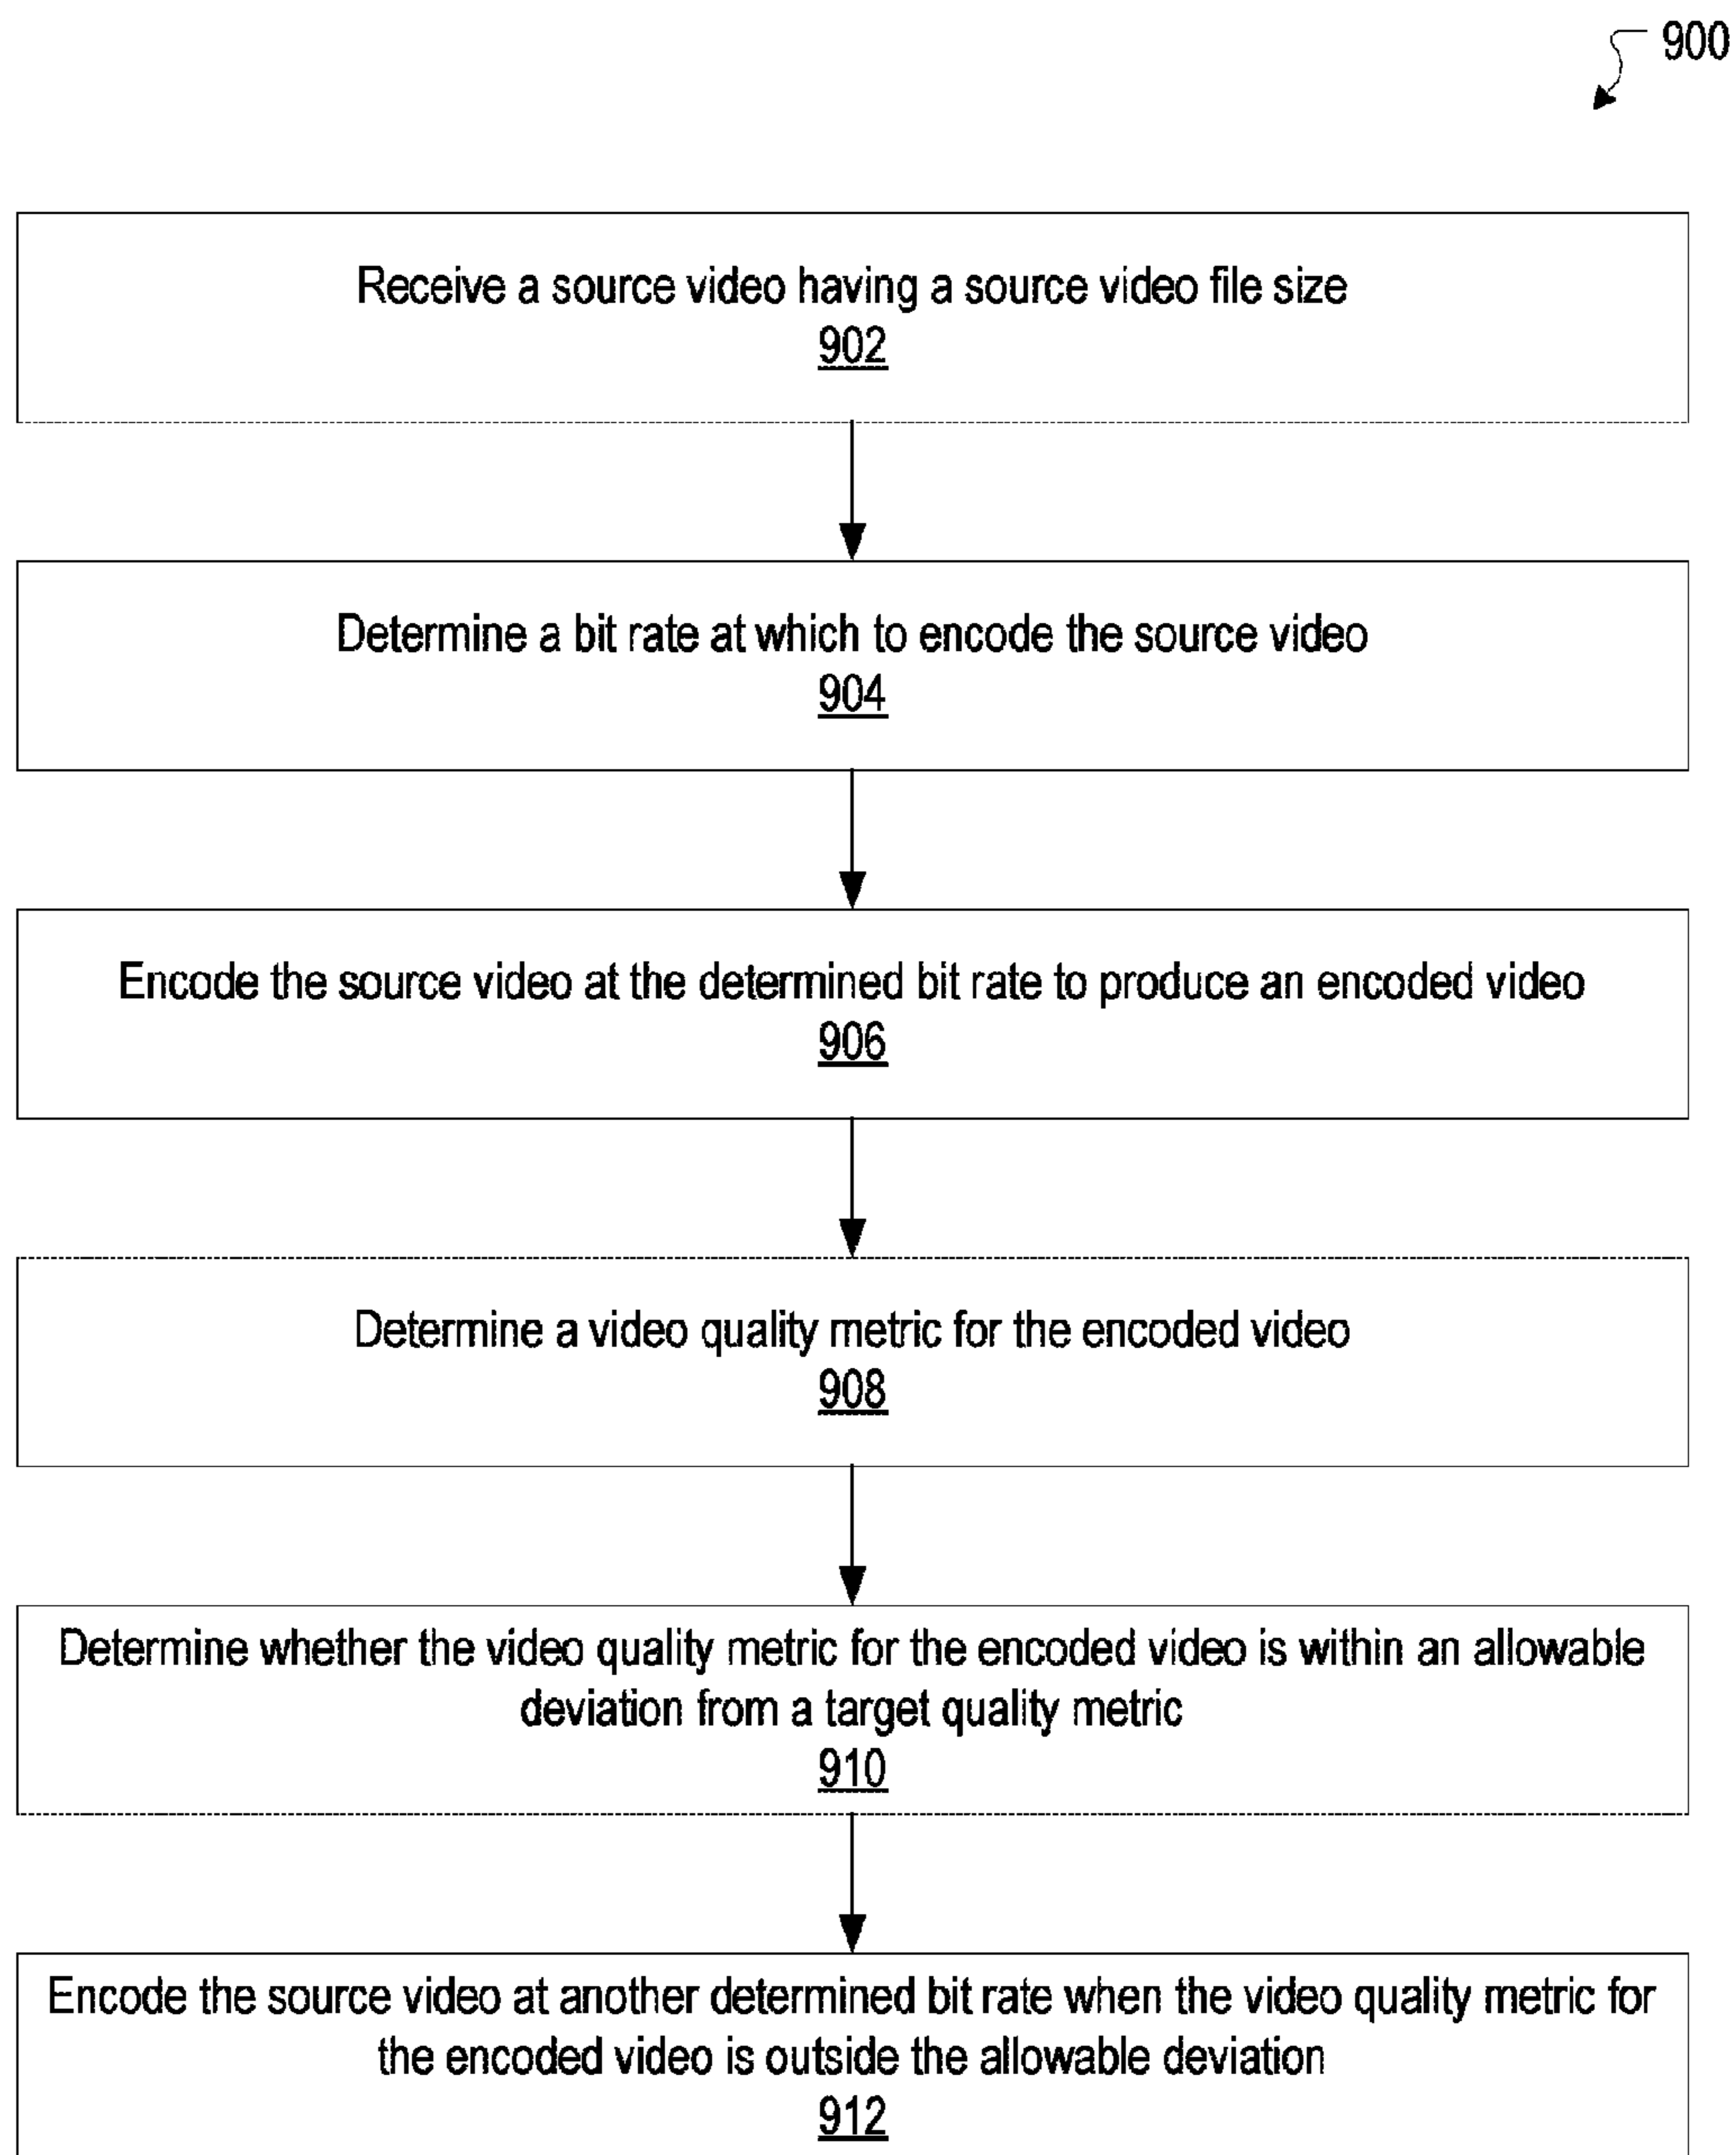 900
Receive a source video having a source video file size
902
Determine a bit rate at which to encode the source video
904
Encode the source video at the determined bit rate to produce an encoded video
906
Determine a video quality metric for the encoded video
908
Determine whether the video quality metric for the encoded video is within an allowable
deviation from a target quality metric
910
Encode the source video at another determined bit rate when the video quality metric for
the encoded video is outside the allowable deviation
912